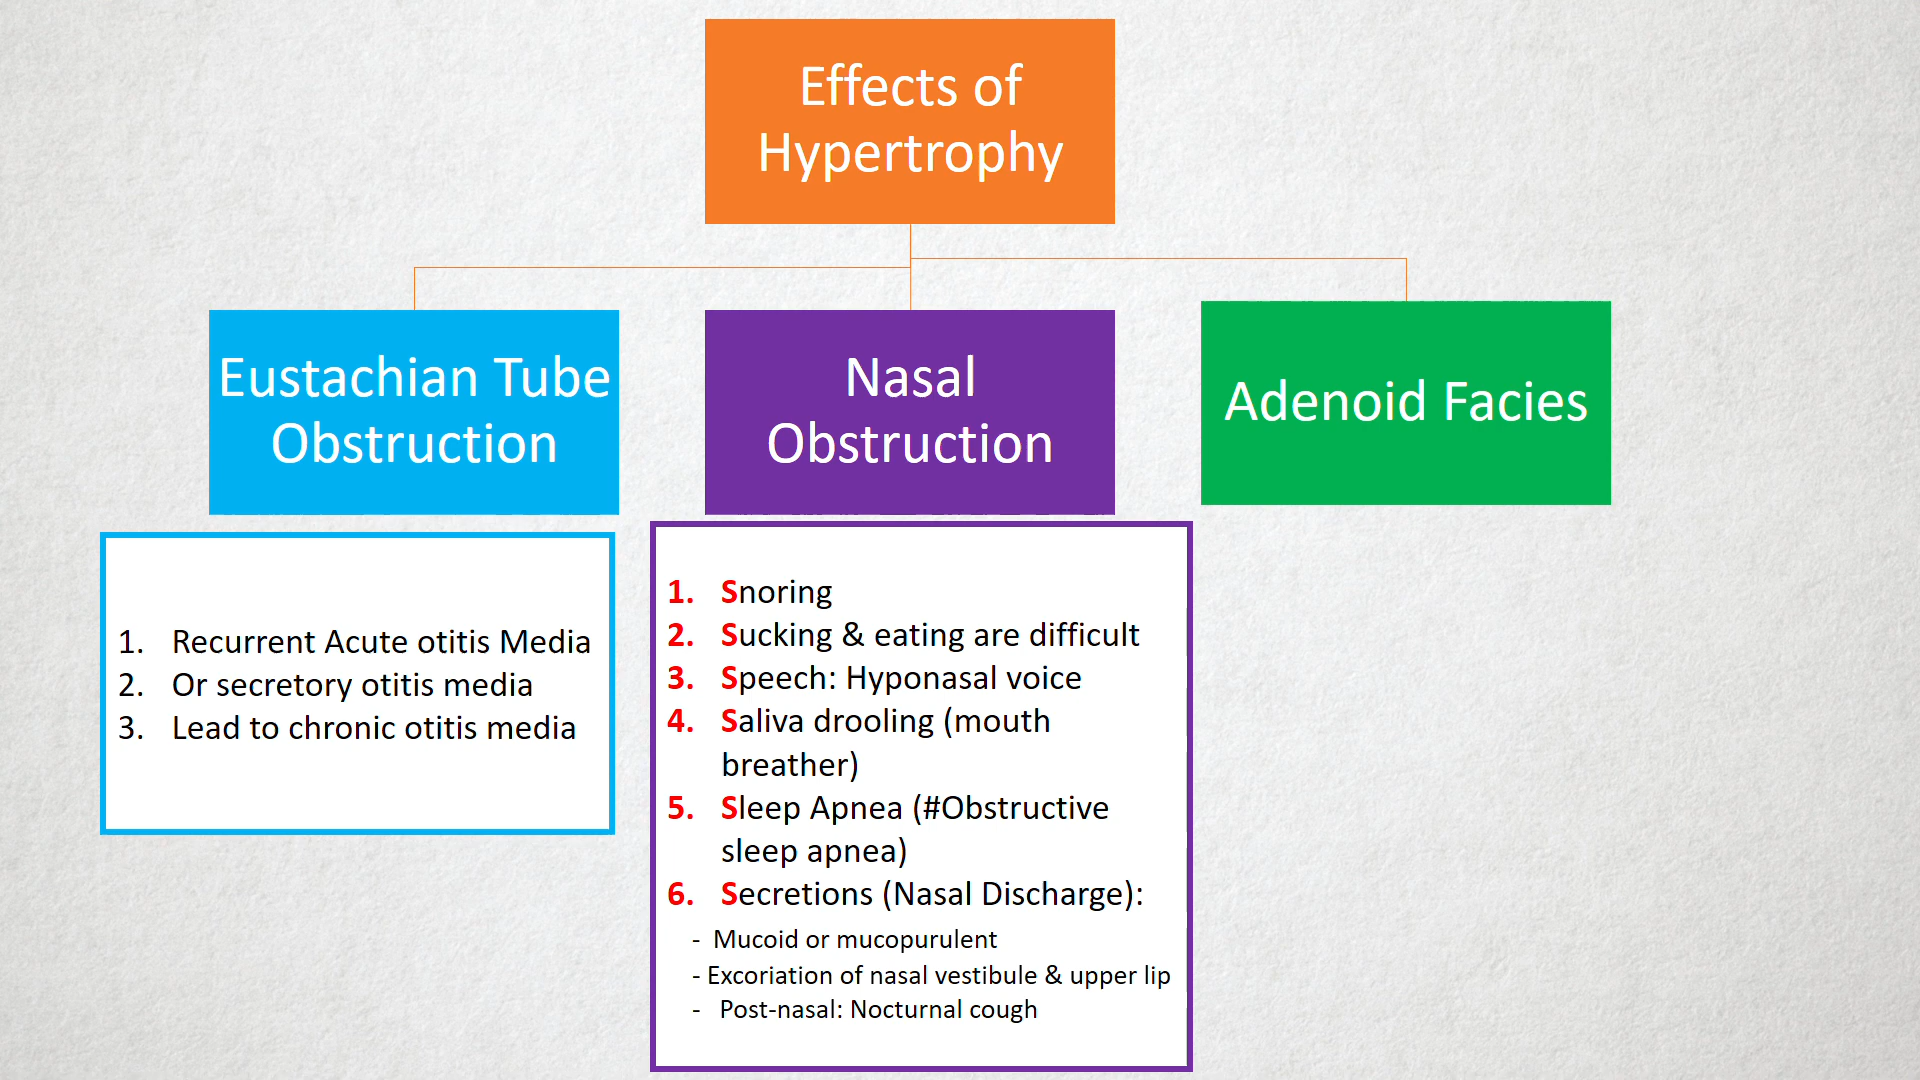 Effects of
Hypertrophy
Eustachian Tube
Obstruction
Nasal
Obstruction
Adenoid Facies
1. Recurrent Acute otitis Media
2. Or secretory otitis media
3. Lead to chronic otitis media
1. Snoring
2. Sucking & eating are difficult
3. Speech: Hyponasal voice
4. Saliva drooling (mouth
breather)
5. Sleep Apnea (#Obstructive
sleep apnea)
6. Secretions (Nasal Discharge):
- Mucoid or mucopurulent
- Excoriation of nasal vestibule & upper lip
- Post-nasal: Nocturnal cough